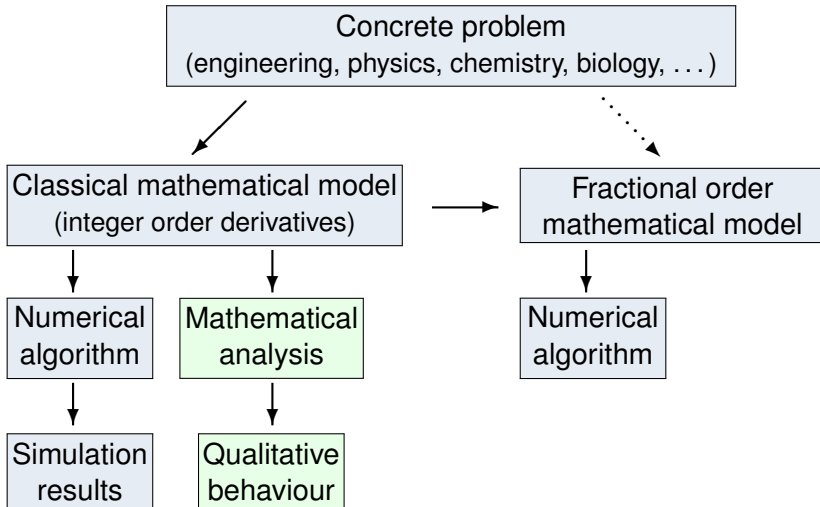 Concrete problem
(engineering, physics, chemistry, biology, . . . )
Classical mathematical model
(integer order derivatives)
Fractional order
mathematical model
Numerical
algorithm
Mathematical
analysis
Numerical
algorithm
Simulation
results
Qualitative
behaviour